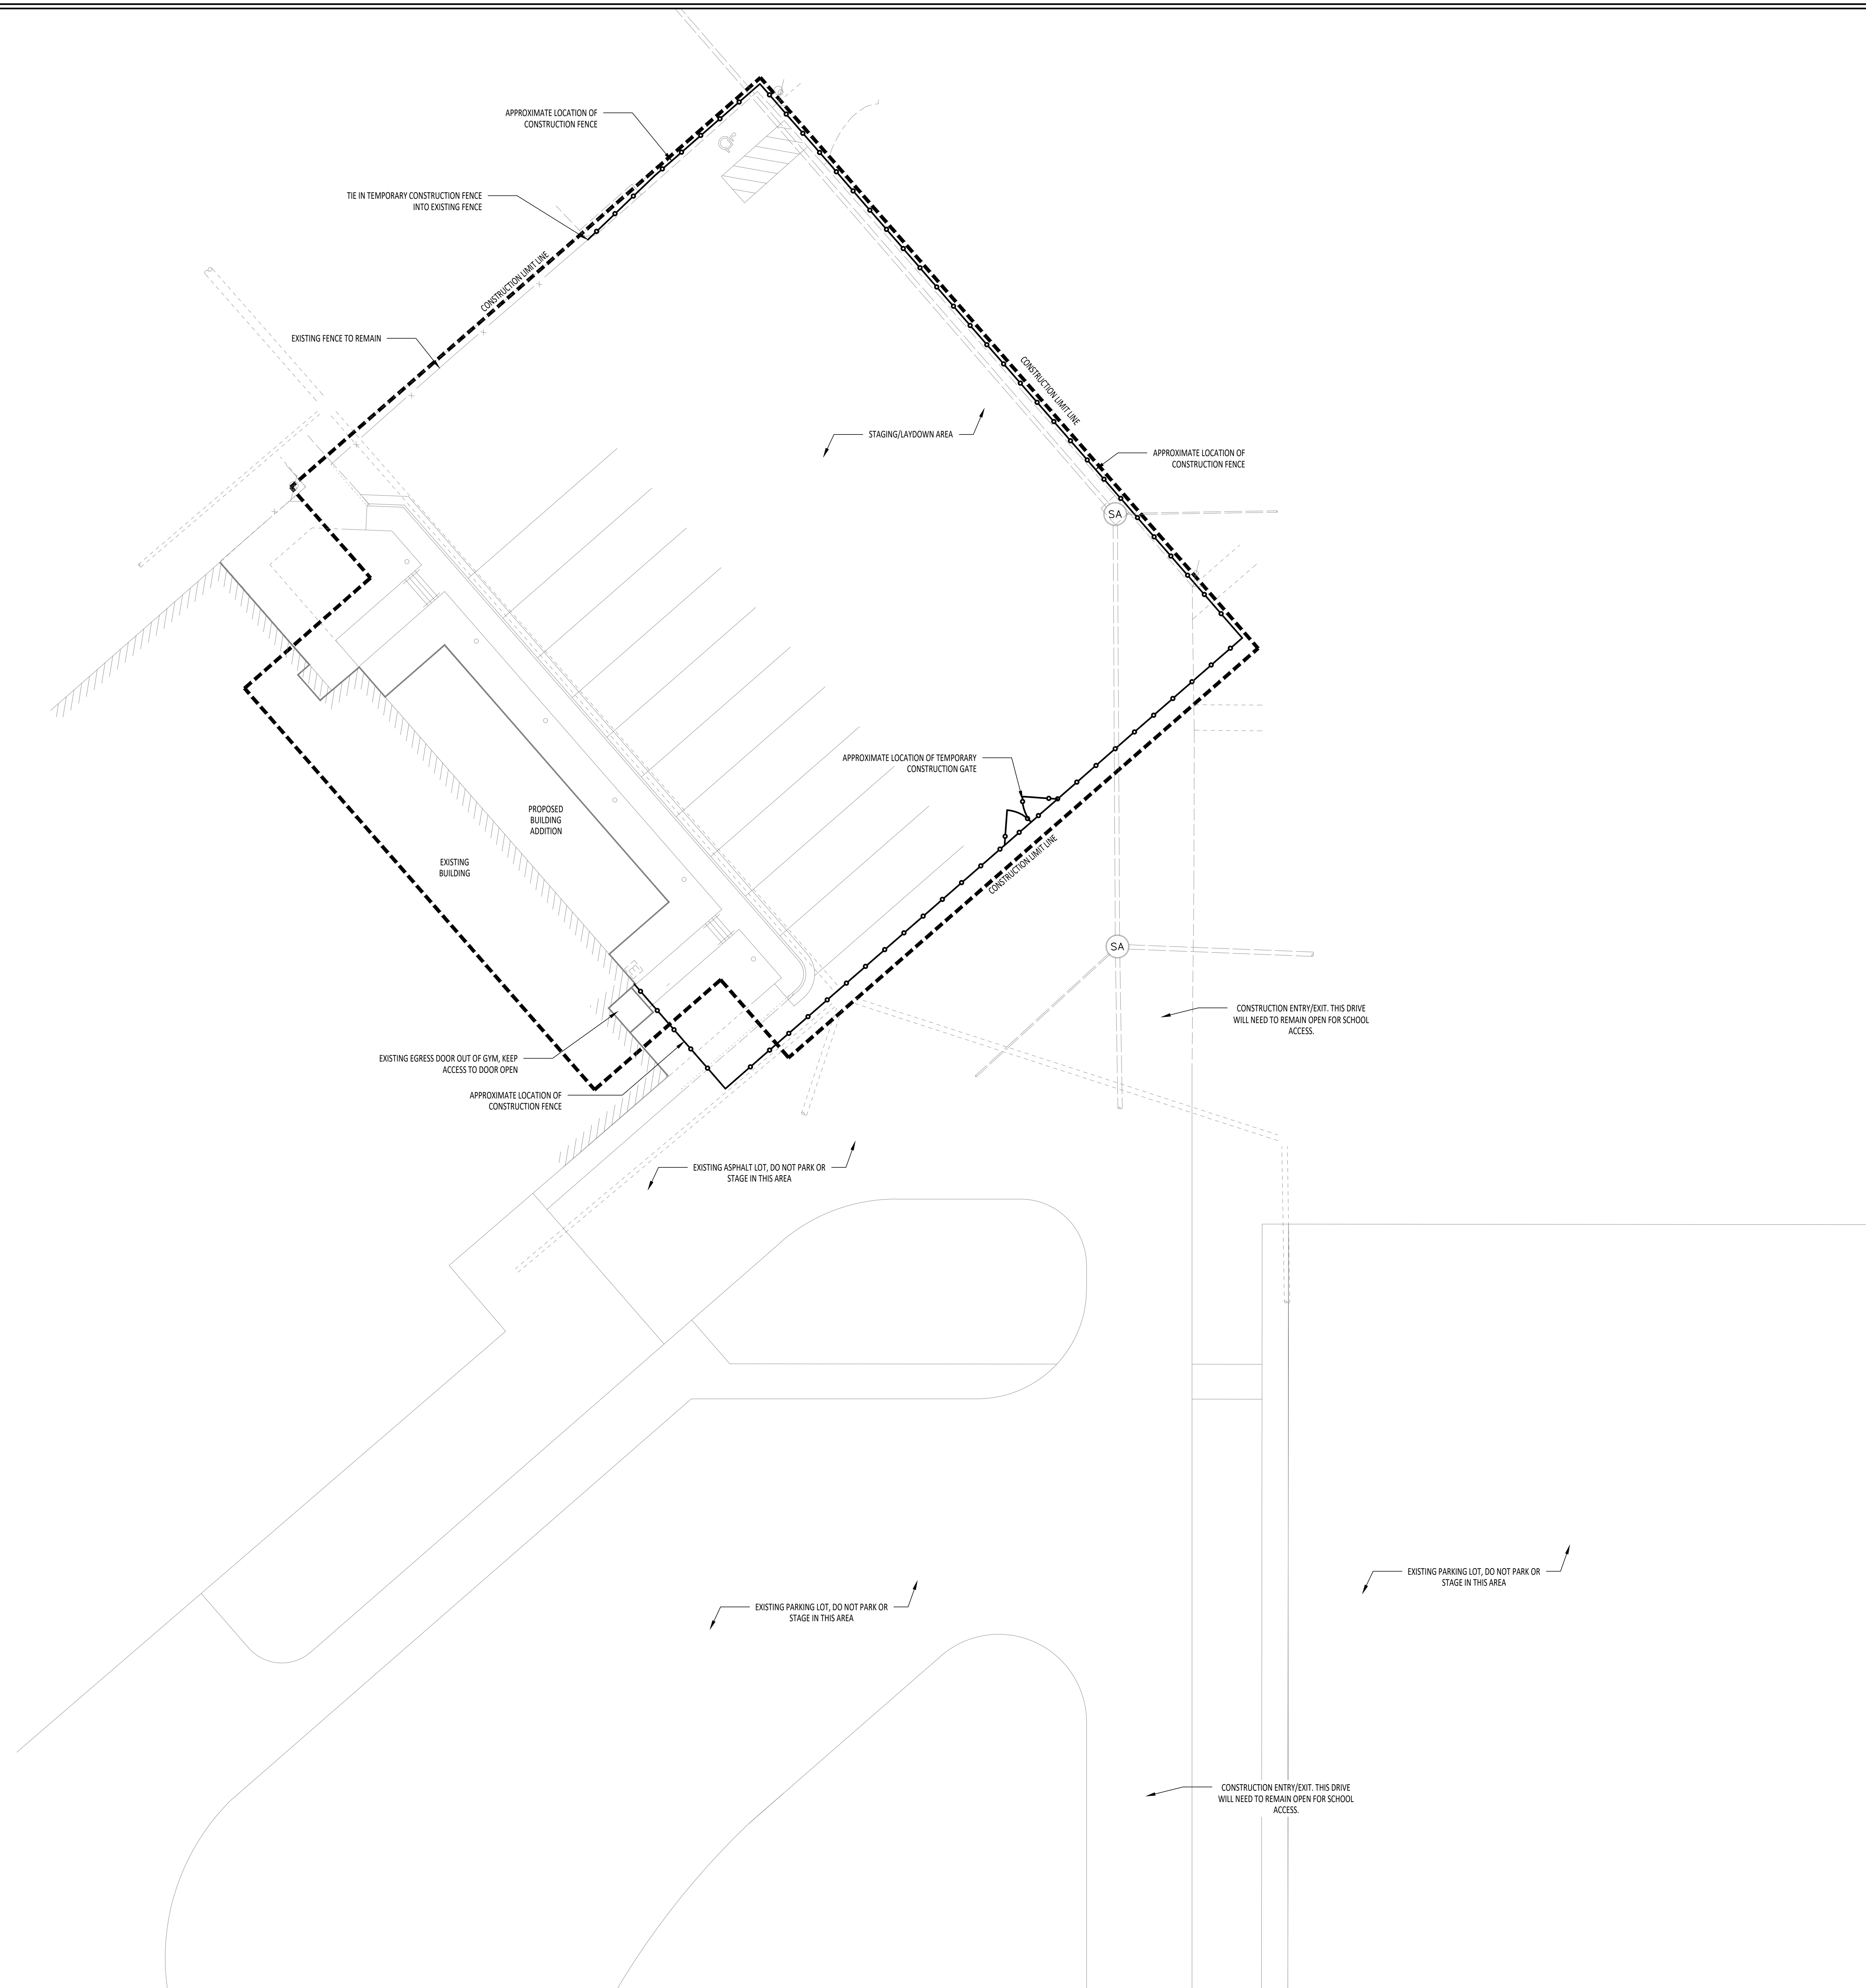 APPROXIMATE LOCATION OF
CONSTRUCTION FENCE
TIE IN TEMPORARY CONSTRUCTION FENCE
INTO EXISTING FENCE
CONSTRUCTION LIMIT LINE
EXISTING FENCE TO REMAIN
CONSTRUCTION LIMIT LINE
STAGING/LAYDOWN AREA
APPROXIMATE LOCATION OF
CONSTRUCTION FENCE
SA
APPROXIMATE LOCATION OF TEMPORARY
CONSTRUCTION GATE
PROPOSED
BUILDING
ADDITION
EXISTING
BUILDING
CONSTRUCTION LIMIT LINE
SA
E
CONSTRUCTION ENTRY/EXIT. THIS DRIVE
WILL NEED TO REMAIN OPEN FOR SCHOOL
ACCESS.
EXISTING EGRESS DOOR OUT OF GYM, KEEP
ACCESS TO DOOR OPEN
APPROXIMATE LOCATION OF
CONSTRUCTION FENCE
EXISTING ASPHALT LOT, DO NOT PARK OR
STAGE IN THIS AREA
EXISTING PARKING LOT, DO NOT PARK OR
STAGE IN THIS AREA
EXISTING PARKING LOT, DO NOT PARK OR
STAGE IN THIS AREA
CONSTRUCTION ENTRY/EXIT. THIS DRIVE
WILL NEED TO REMAIN OPEN FOR SCHOOL
ACCESS.